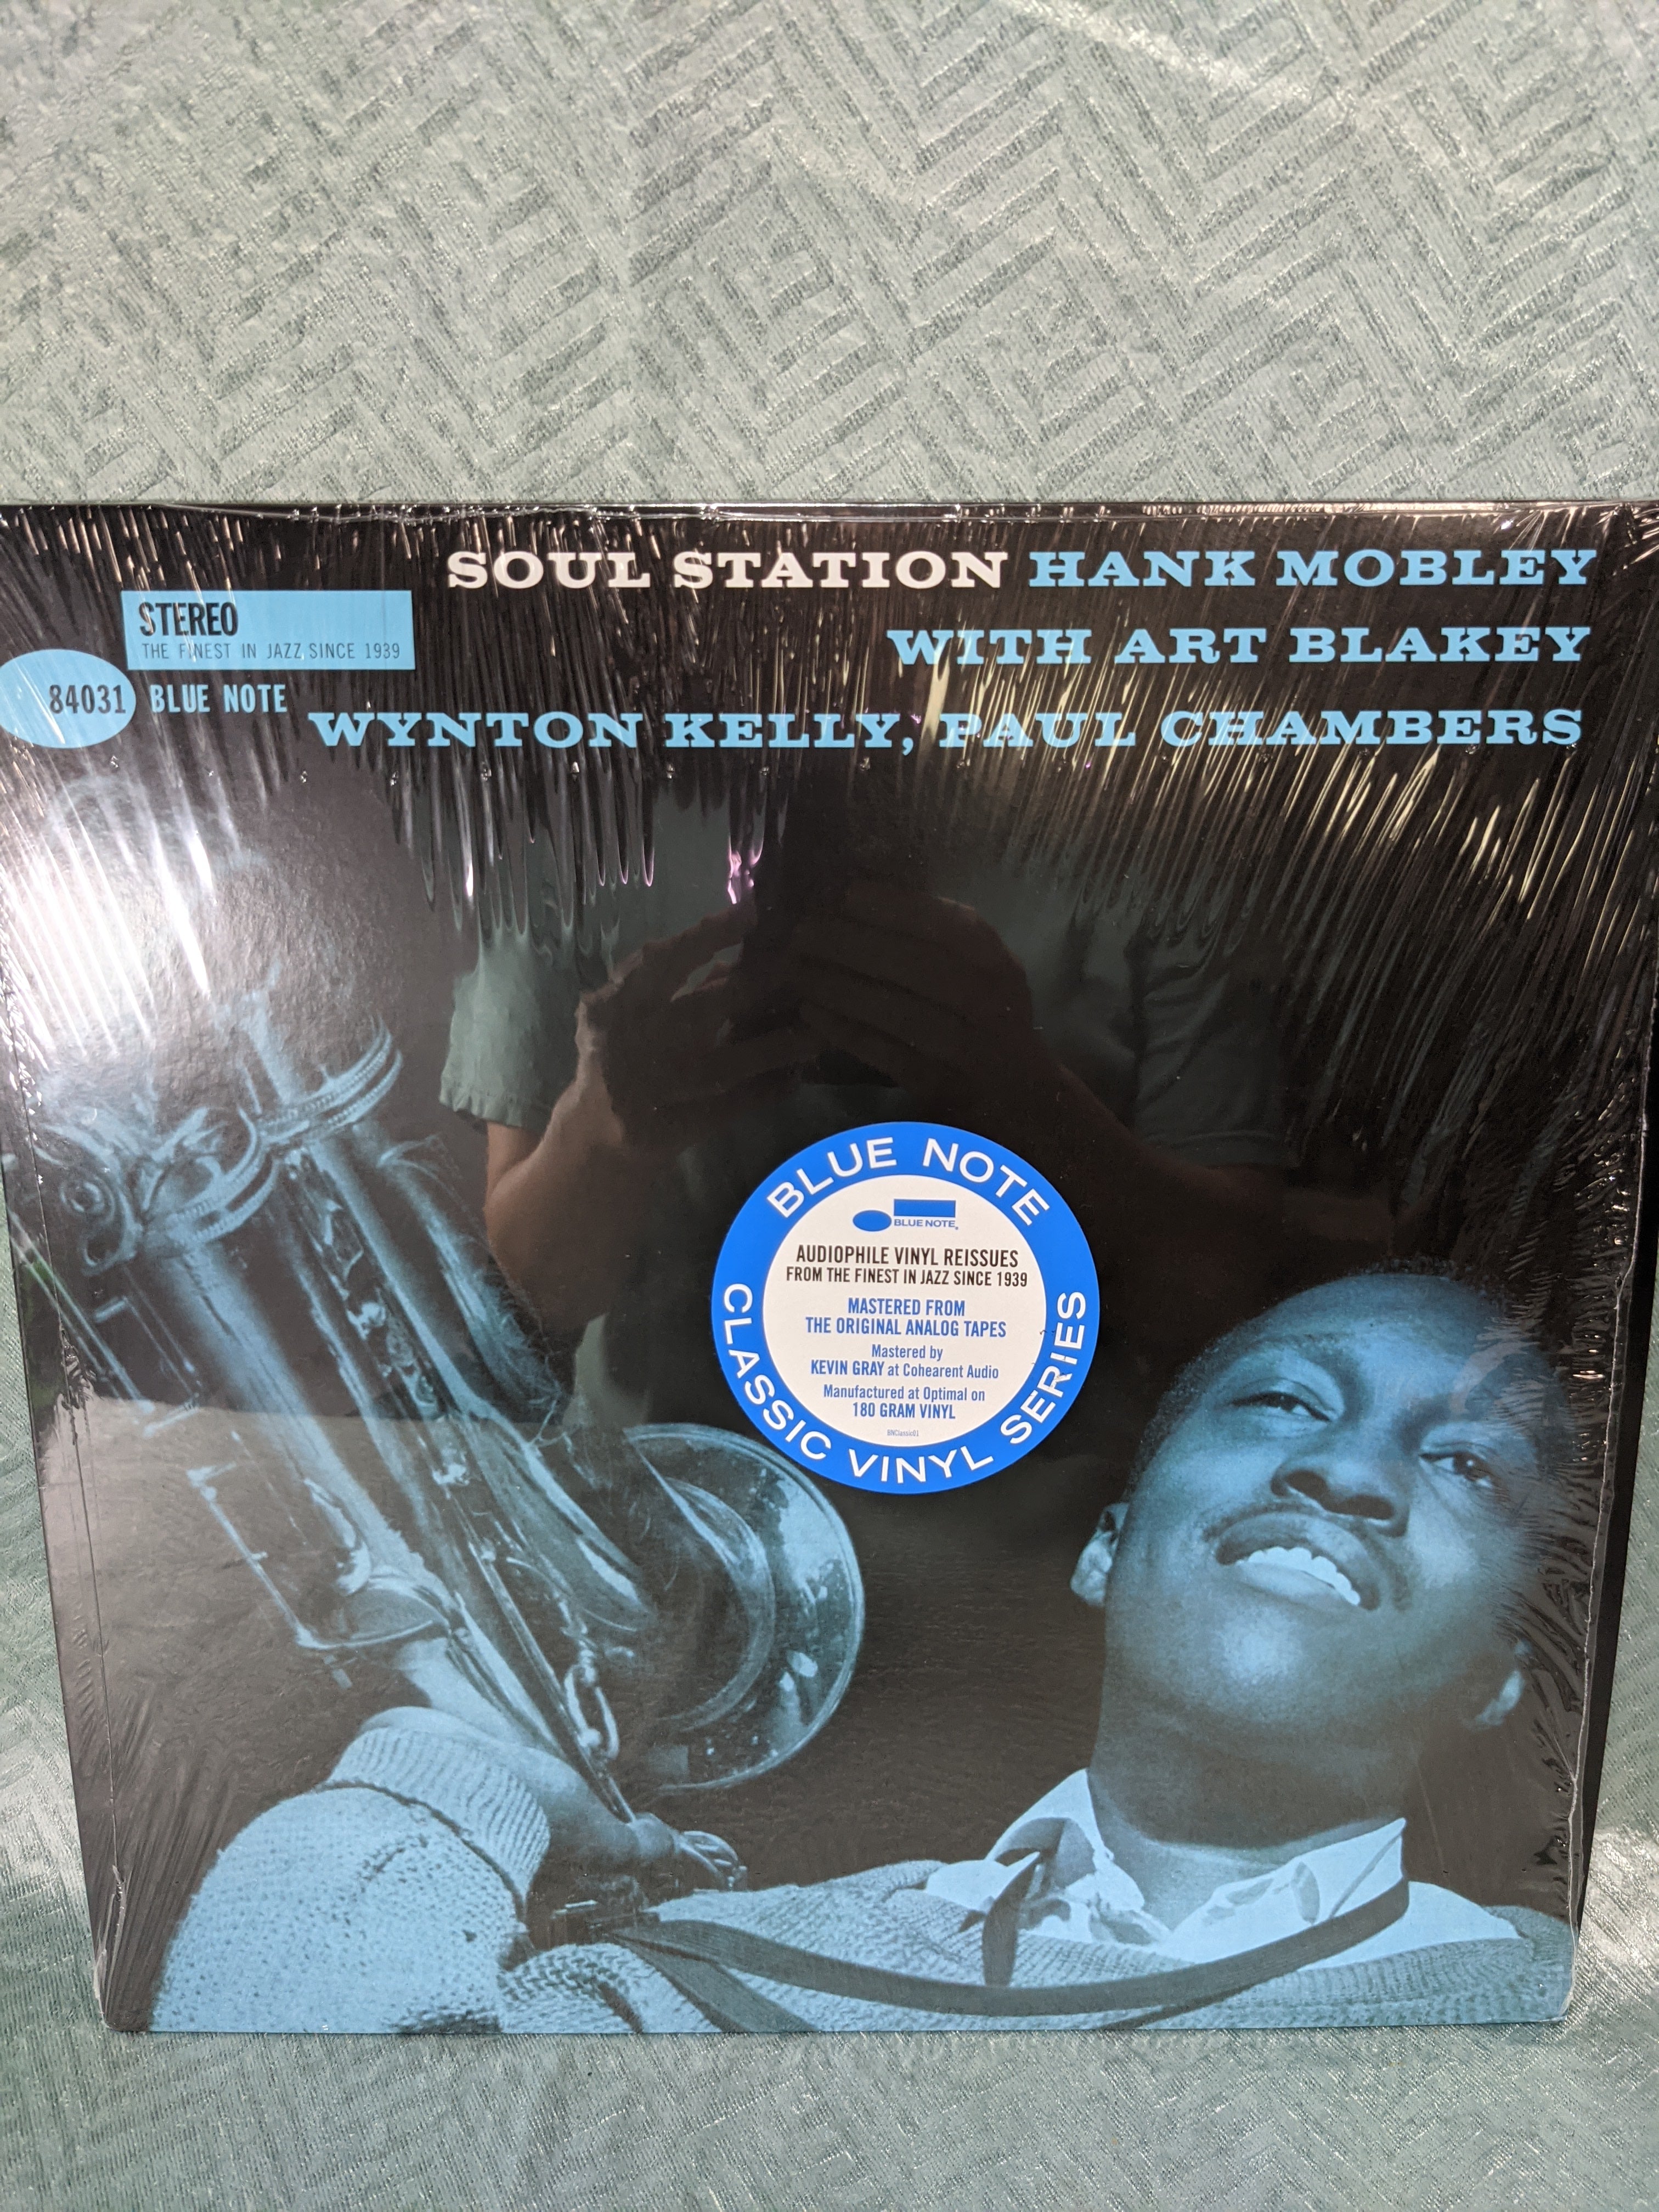 SOUL STATION HANK MOBLEY
WITH ART BLAKEY
WYNTON KELLY, PAUL CHAMBERS
STEREO
THE FINEST IN JAZZ SINCE 1939
84031 BLUE NOTE
BLUE NOTE
BLUE NOTE
AUDIOPHILE VINYL REISSUES
FROM THE FINEST IN JAZZ SINCE 1939
MASTERED FROM
THE ORIGINAL ANALOG TAPES
Mastered by
KEVIN GRAY at Cohearent Audio
Manufactured at Optimal on
180 GRAM VINYL
BNClassic01
CLASSIC VINYL SERIES